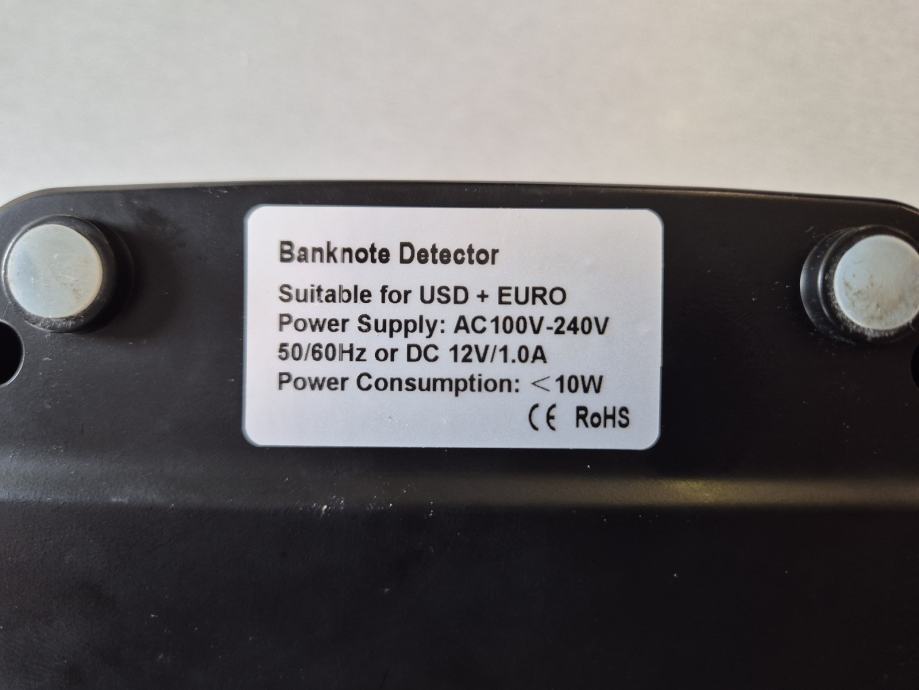 Banknote Detector
Suitable for USD + EURO
Power Supply: AC100V-240V
50/60Hz or DC 12V/1.0A
Power Consumption: <10W
CE RoHS